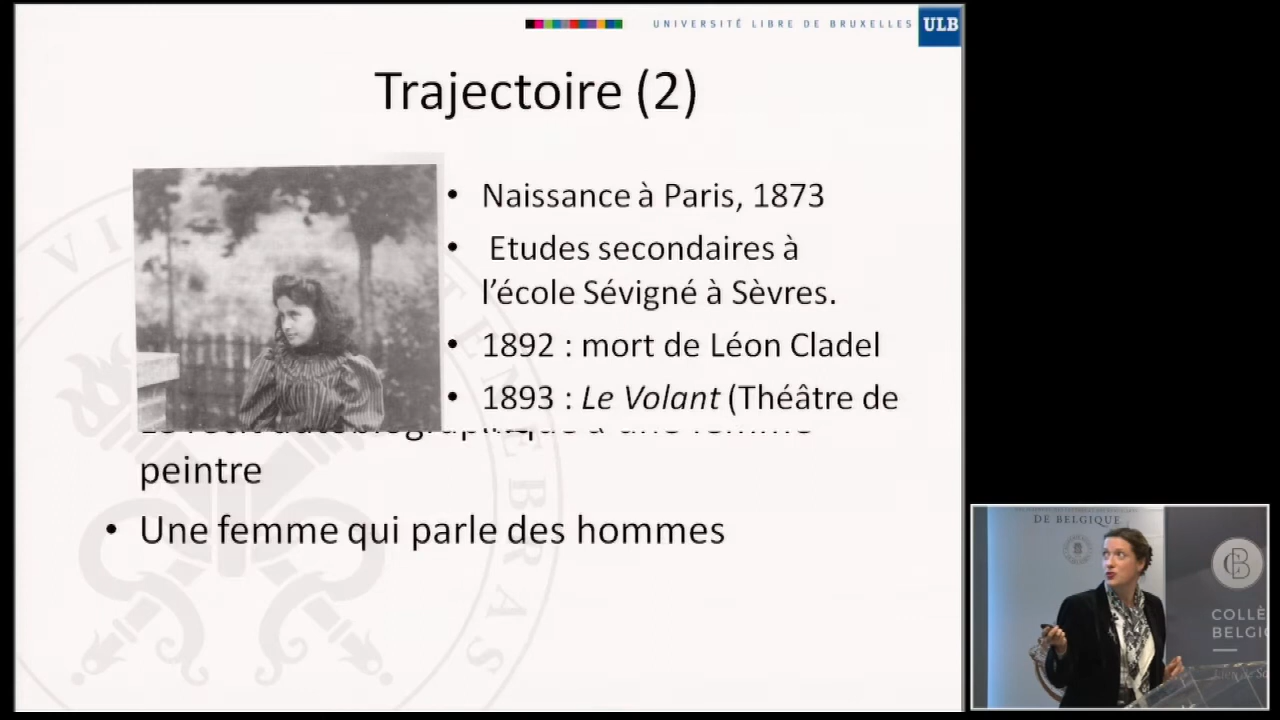 UNIVERSITÉ LIBRE DE BRUXELLES
ULB
Trajectoire (2)
• Naissance à Paris, 1873
• Etudes secondaires à
l’école Sévigné à Sèvres.
• 1892 : mort de Léon Cladel
• 1893 : Le Volant (Théâtre de
peintre
• Une femme qui parle des hommes
DE BELGIQUE
CB
COLLÈ
BELGI